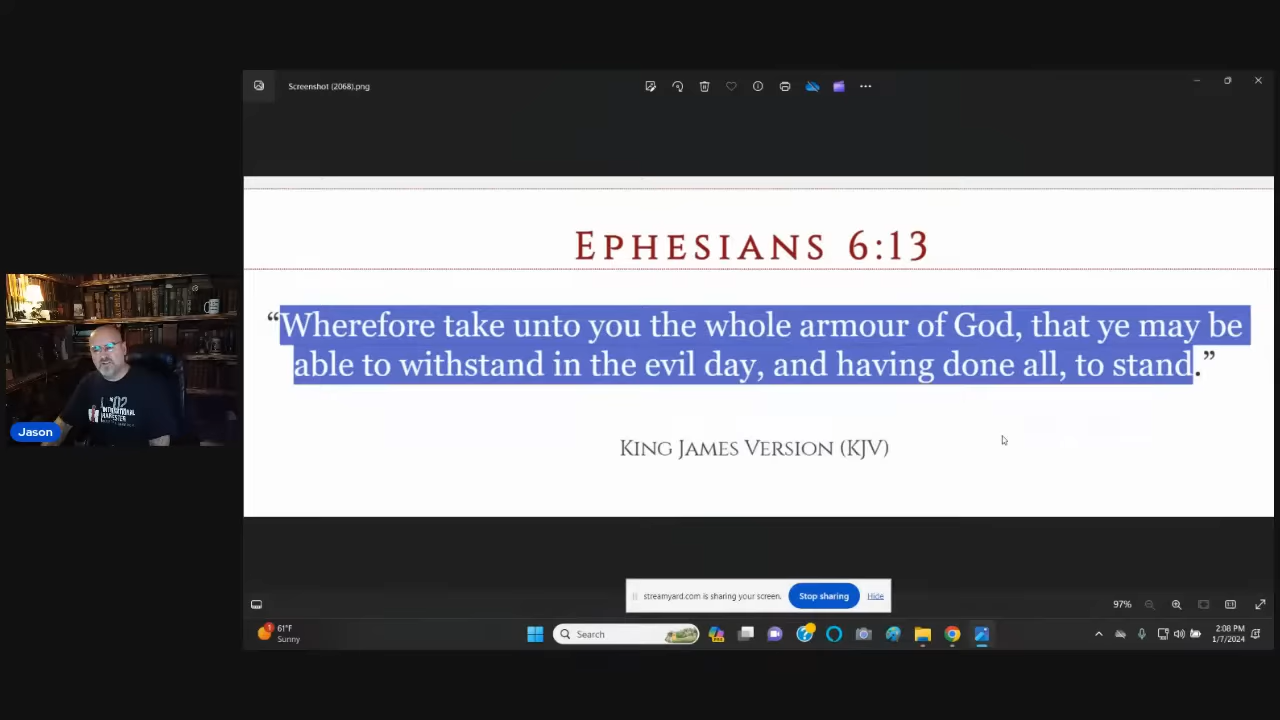 Screenshot (2068).png
EPHESIANS 6:13
“Wherefore take unto you the whole armour of God, that ye may be
able to withstand in the evil day, and having done all, to stand.”
KING JAMES VERSION (KJV)
Jason
streamyard.com is sharing your screen.
Stop sharing
Hide
97%
1
61°F
Sunny
Search
2:08 PM
1/7/2024